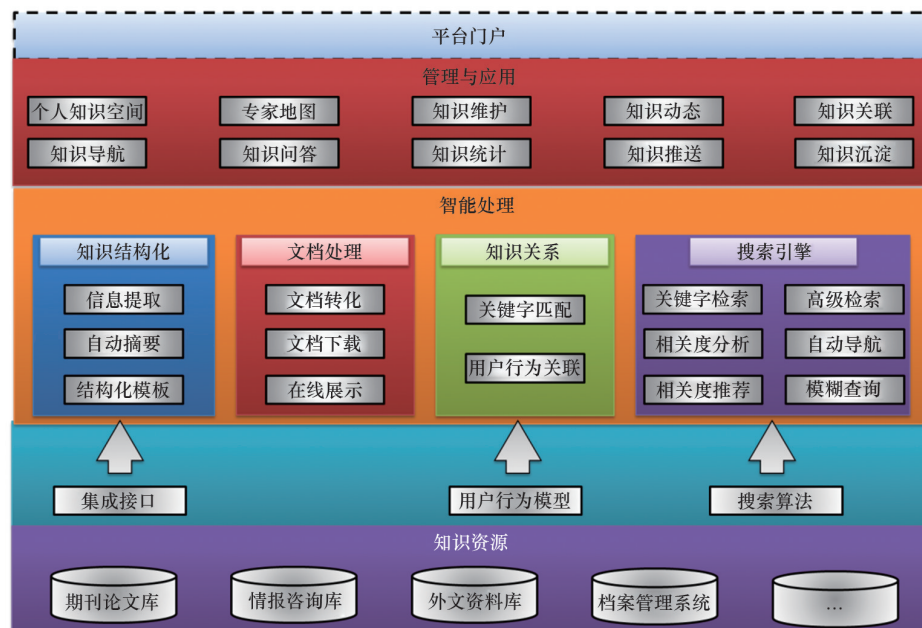 平台门户
管理与应用
个人知识空间 专家地图 知识维护 知识动态 知识关联
知识导航 知识问答 知识统计 知识推送 知识沉淀
智能处理
知识结构化 文档处理 知识关系 搜索引擎
信息提取 文档转化 关键字匹配 关键字检索 高级检索
自动摘要 文档下载 用户行为关联 相关度分析 自动导航
结构化模板 在线展示 相关度推荐 模糊查询
集成接口 用户行为模型 搜索算法
知识资源
期刊论文库 情报咨询库 外文资料库 档案管理系统 …